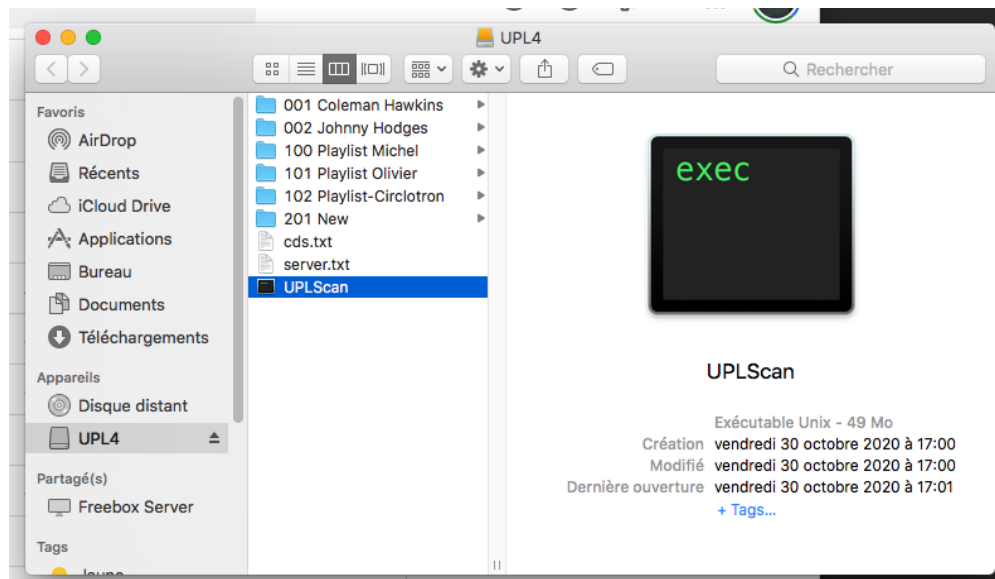 UPL4
Rechercher
Favoris
AirDrop
Récents
iCloud Drive
Applications
Bureau
Documents
Téléchargements
Appareils
Disque distant
UPL4
Partagé(s)
Freebox Server
Tags
Jaune
001 Coleman Hawkins
002 Johnny Hodges
100 Playlist Michel
101 Playlist Olivier
102 Playlist-Circlotron
201 New
cds.txt
server.txt
UPLScan
exec
UPLScan
Exécutable Unix - 49 Mo
Création vendredi 30 octobre 2020 à 17:00
Modifié vendredi 30 octobre 2020 à 17:00
Dernière ouverture vendredi 30 octobre 2020 à 17:01
+ Tags...